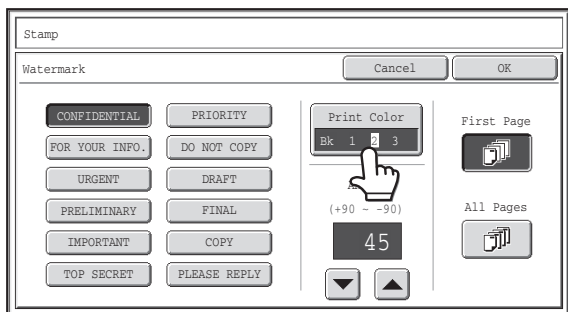 Stamp
Watermark
Cancel
OK
CONFIDENTIAL
PRIORITY
FOR YOUR INFO.
DO NOT COPY
URGENT
DRAFT
PRELIMINARY
FINAL
IMPORTANT
COPY
TOP SECRET
PLEASE REPLY
Print Color
Bk 1 2 3
(+90 ~ -90)
45
First Page
All Pages